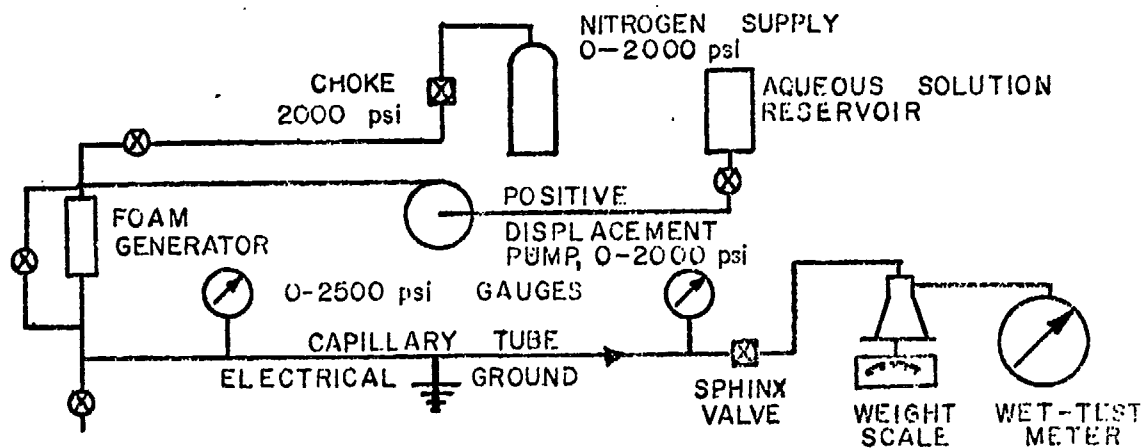 NITROGEN SUPPLY
0-2000 psi
CHOKE
2000 psi
AQUEOUS SOLUTION
RESERVOIR
FOAM
GENERATOR
POSITIVE
DISPLACEMENT
PUMP, 0-2000 psi
0-2500 psi GAUGES
CAPILLARY TUBE
ELECTRICAL GROUND
SPHINX
VALVE
WEIGHT
SCALE
WET-TEST
METER